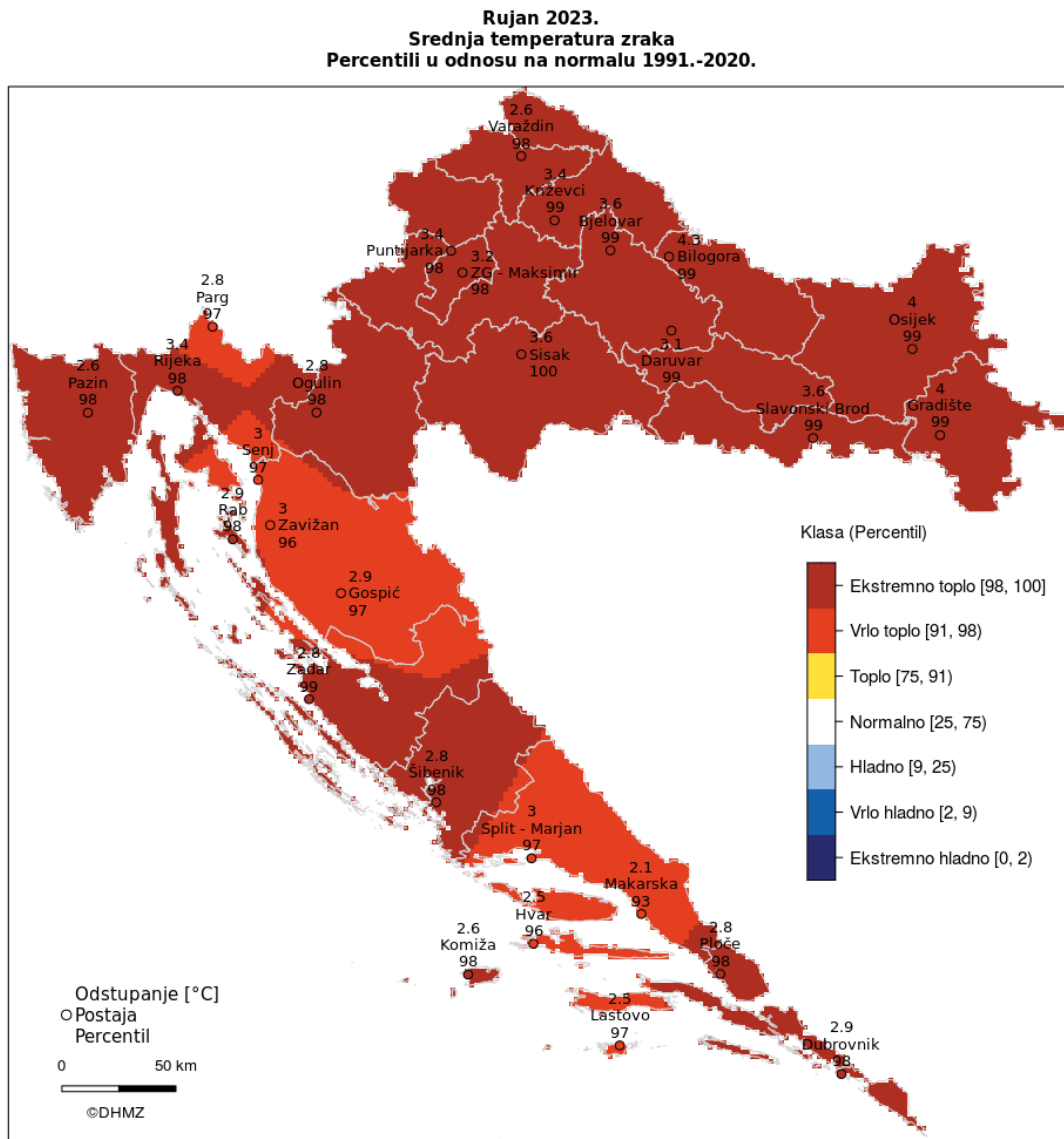 Rujan 2023.
Srednja temperatura zraka
Percentili u odnosu na normalu 1991.-2020.
2.6
Varaždin
98
3.4
Križevci
99
3.6
Bjelovar
99
3.4
Puntijarka
98
3.2
ZG - Maksimir
98
4.3
Bilogora
99
2.8
Parg
97
4
Osijek
99
3.6
Sisak
100
3.1
Daruvar
99
3.4
Rijeka
98
2.6
Pazin
98
2.8
Ogulin
98
3.6
Slavonski Brod
99
4
Gradište
99
3
Senj
97
2.9
Rab
98
3
Zavižan
96
2.9
Gospić
97
2.8
Zadar
99
2.8
Šibenik
98
3
Split - Marjan
97
2.1
Makarska
93
2.5
Hvar
96
2.6
Komiža
98
2.8
Ploče
98
2.5
Lastovo
97
2.9
Dubrovnik
98
Klasa (Percentil)
Ekstremno toplo [98, 100]
Vrlo toplo [91, 98)
Toplo [75, 91)
Normalno [25, 75)
Hladno [9, 25)
Vrlo hladno [2, 9)
Ekstremno hladno [0, 2)
Odstupanje [°C]
Postaja
Percentil
0 50 km
©DHMZ